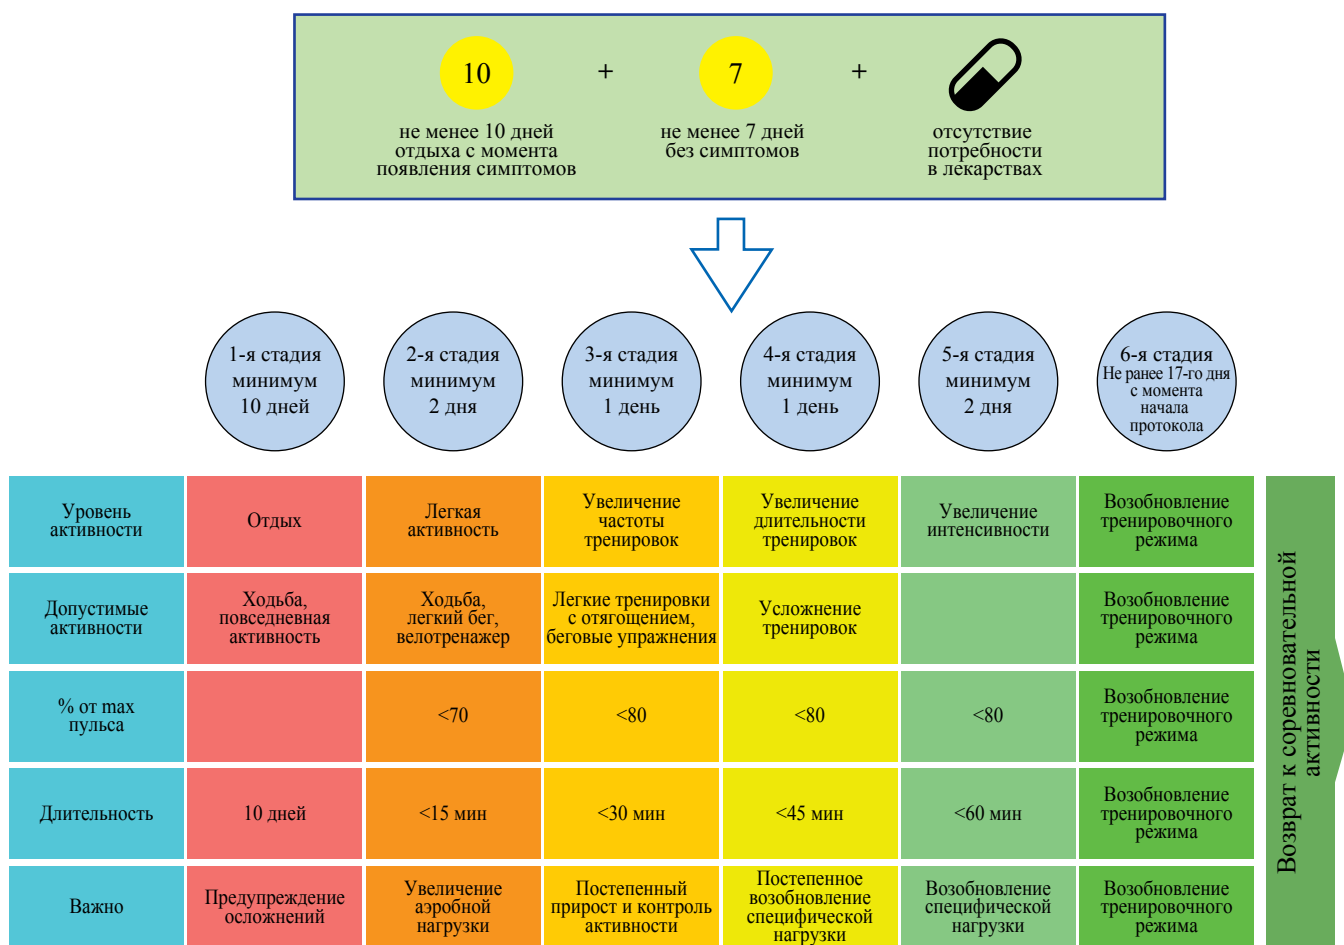 10 + 7 +
не менее 10 дней
отдыха с момента
появления симптомов
не менее 7 дней
без симптомов
отсутствие
потребности
в лекарствах
1-я стадия
минимум
10 дней
2-я стадия
минимум
2 дня
3-я стадия
минимум
1 день
4-я стадия
минимум
1 день
5-я стадия
минимум
2 дня
6-я стадия
Не ранее 17-го дня
с момента
начала
протокола
Уровень
активности
Отдых
Легкая
активность
Увеличение
частоты
тренировок
Увеличение
длительности
тренировок
Увеличение
интенсивности
Возобновление
тренировочного
режима
Допустимые
активности
Ходьба,
повседневная
активность
Ходьба,
легкий бег,
велотренажер
Легкие тренировки
с отягощением,
беговые упражнения
Усложнение
тренировок
Возобновление
тренировочного
режима
% от max
пульса
<70
<80
<80
<80
Возобновление
тренировочного
режима
Длительность
10 дней
<15 мин
<30 мин
<45 мин
<60 мин
Возобновление
тренировочного
режима
Важно
Предупреждение
осложнений
Увеличение
аэробной
нагрузки
Постепенный
прирост и контроль
активности
Постепенное
возобновление
специфической
нагрузки
Возобновление
специфической
нагрузки
Возобновление
тренировочного
режима
Возврат к соревновательной
активности